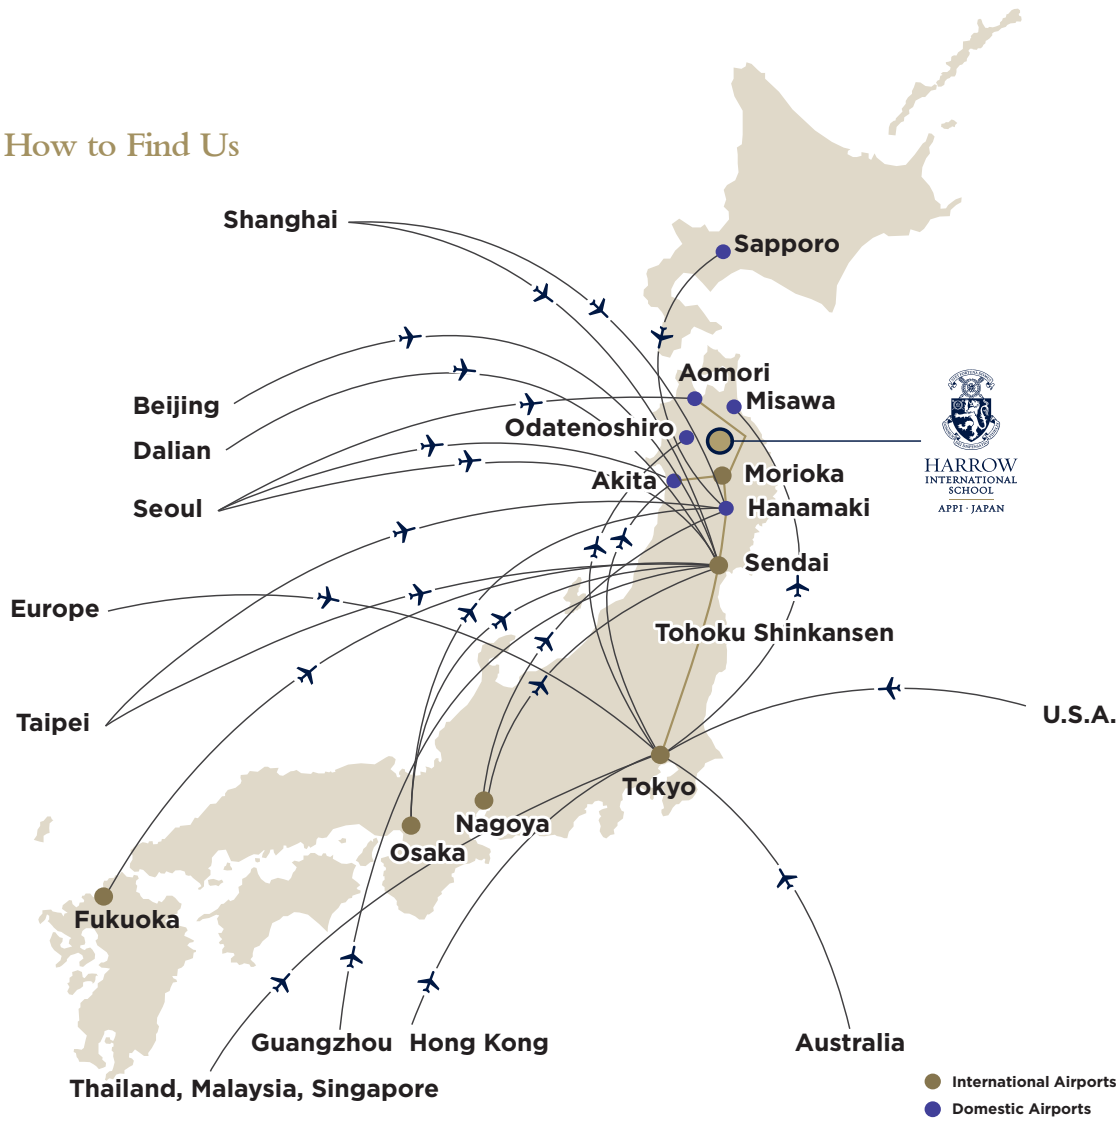 How to Find Us
Shanghai
Sapporo
Aomori
Misawa
Beijing
Odatenoshiro
Dalian
HARROW
INTERNATIONAL
SCHOOL
APPI · JAPAN
Akita
Morioka
Seoul
Hanamaki
Sendai
Europe
Tohoku Shinkansen
Taipei
U.S.A.
Tokyo
Nagoya
Osaka
Fukuoka
Guangzhou
Hong Kong
Australia
Thailand, Malaysia, Singapore
International Airports
Domestic Airports